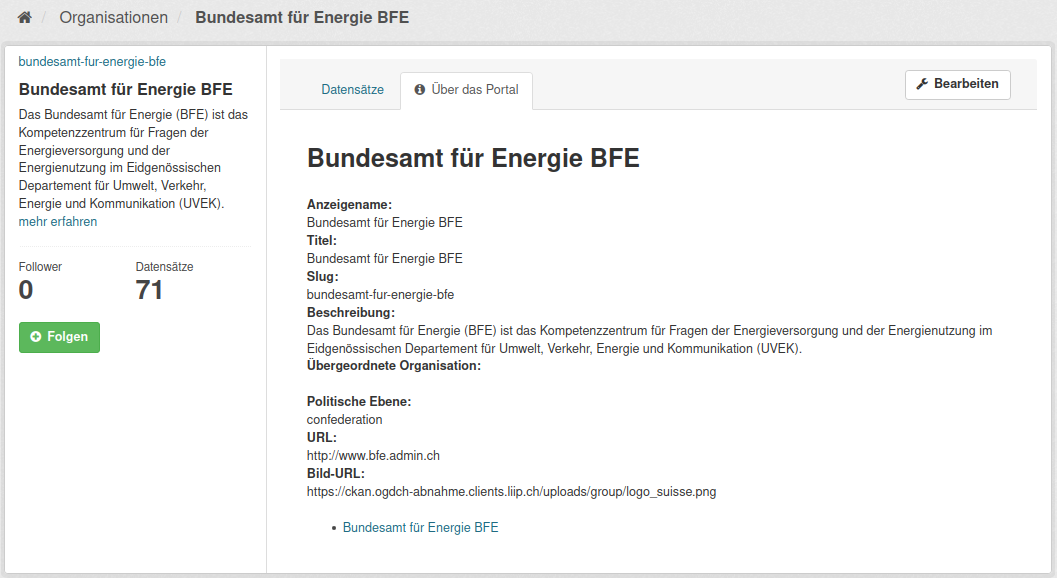 Organisationen / Bundesamt für Energie BFE
bundesamt-fur-energie-bfe
Bundesamt für Energie BFE
Das Bundesamt für Energie (BFE) ist das
Kompetenzzentrum für Fragen der
Energieversorgung und der
Energienutzung im Eidgenössischen
Departement für Umwelt, Verkehr,
Energie und Kommunikation (UVEK).
mehr erfahren
Follower Datensätze
0 71
Folgen
Datensätze Über das Portal Bearbeiten
Bundesamt für Energie BFE
Anzeigename:
Bundesamt für Energie BFE
Titel:
Bundesamt für Energie BFE
Slug:
bundesamt-fur-energie-bfe
Beschreibung:
Das Bundesamt für Energie (BFE) ist das Kompetenzzentrum für Fragen der Energieversorgung und der Energienutzung im
Eidgenössischen Departement für Umwelt, Verkehr, Energie und Kommunikation (UVEK).
Übergeordnete Organisation:
Politische Ebene:
confederation
URL:
http://www.bfe.admin.ch
Bild-URL:
https://ckan.ogdch-abnahme.clients.liip.ch/uploads/group/logo_suisse.png
• Bundesamt für Energie BFE